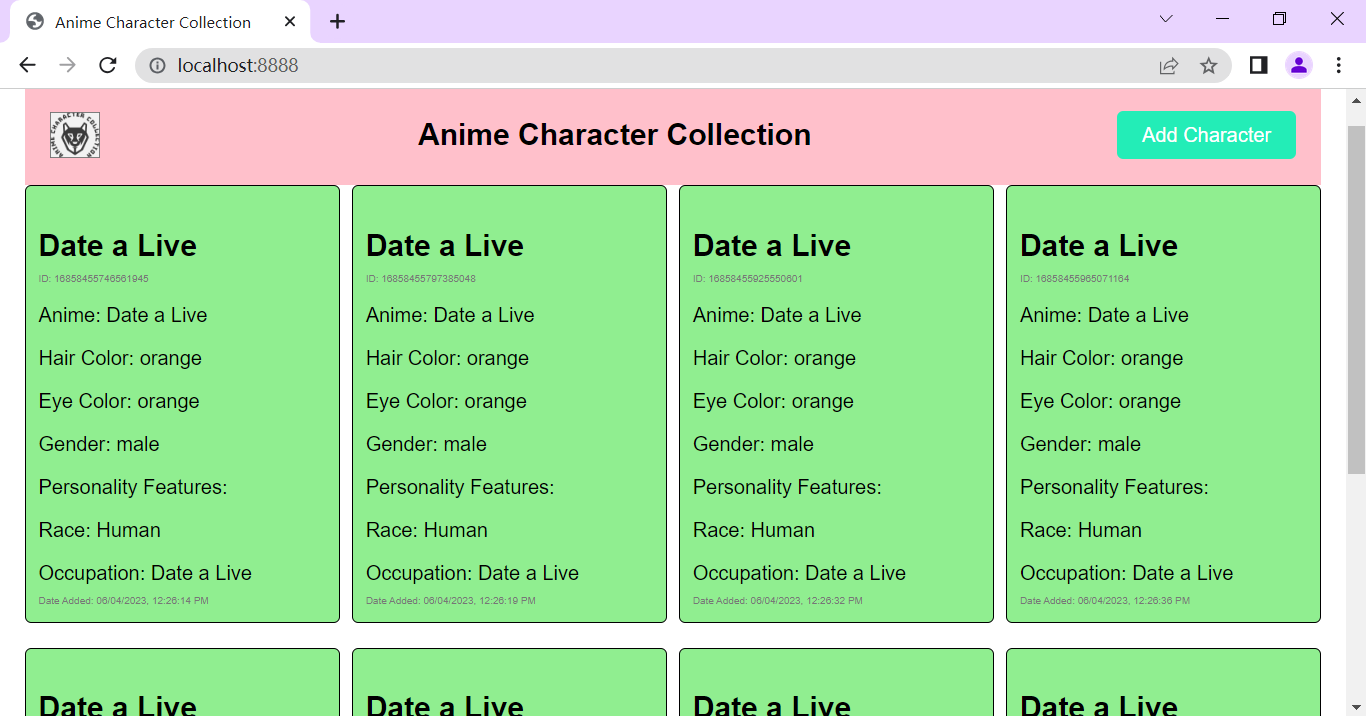 Anime Character Collection
localhost:8888
ANIME CHARACTER COLLECTION
Anime Character Collection
Add Character
Date a Live
ID: 16858455746561945
Anime: Date a Live
Hair Color: orange
Eye Color: orange
Gender: male
Personality Features:
Race: Human
Occupation: Date a Live
Date Added: 06/04/2023, 12:26:14 PM
Date a Live
ID: 16858455797385048
Anime: Date a Live
Hair Color: orange
Eye Color: orange
Gender: male
Personality Features:
Race: Human
Occupation: Date a Live
Date Added: 06/04/2023, 12:26:19 PM
Date a Live
ID: 16858455925550601
Anime: Date a Live
Hair Color: orange
Eye Color: orange
Gender: male
Personality Features:
Race: Human
Occupation: Date a Live
Date Added: 06/04/2023, 12:26:32 PM
Date a Live
ID: 16858455965071164
Anime: Date a Live
Hair Color: orange
Eye Color: orange
Gender: male
Personality Features:
Race: Human
Occupation: Date a Live
Date Added: 06/04/2023, 12:26:36 PM
Date a Live
Date a Live
Date a Live
Date a Live